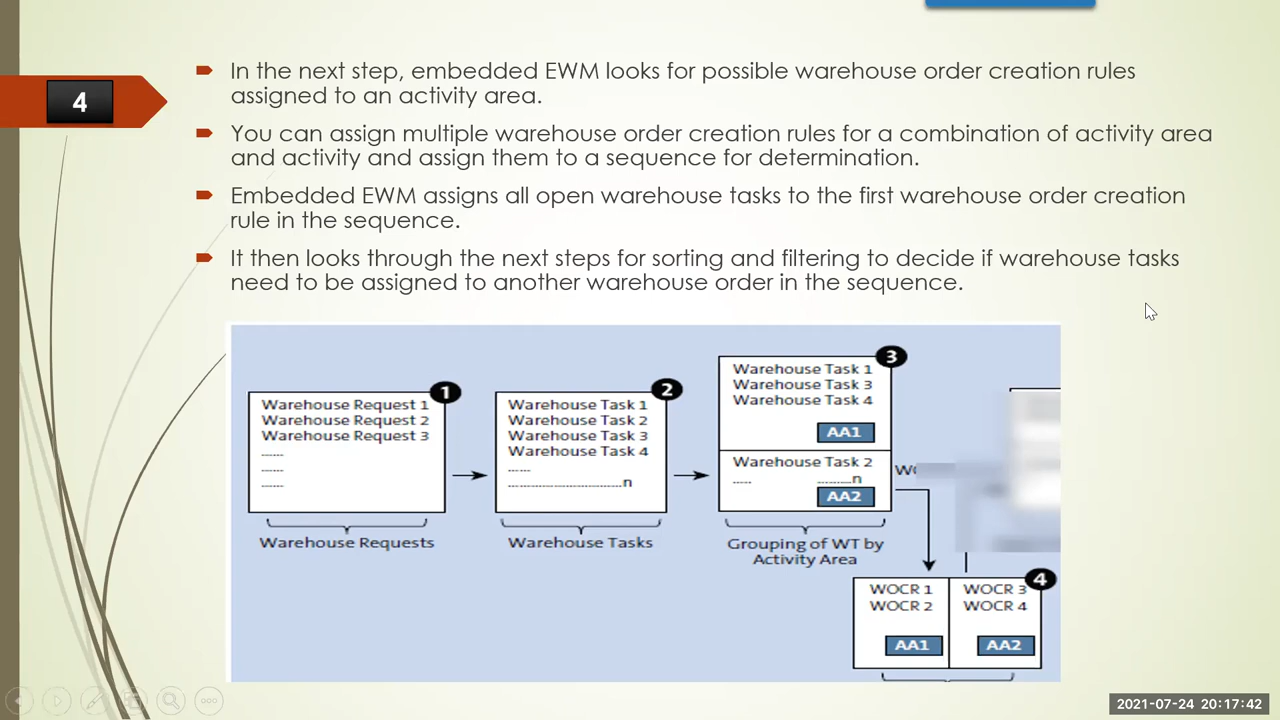 4
In the next step, embedded EWM looks for possible warehouse order creation rules
assigned to an activity area.
You can assign multiple warehouse order creation rules for a combination of activity area
and activity and assign them to a sequence for determination.
Embedded EWM assigns all open warehouse tasks to the first warehouse order creation
rule in the sequence.
It then looks through the next steps for sorting and filtering to decide if warehouse tasks
need to be assigned to another warehouse order in the sequence.
1
Warehouse Request 1
Warehouse Request 2
Warehouse Request 3
......
......
......
Warehouse Requests
2
Warehouse Task 1
Warehouse Task 2
Warehouse Task 3
Warehouse Task 4
......
..............................n
Warehouse Tasks
3
Warehouse Task 1
Warehouse Task 3
Warehouse Task 4
AA1
Warehouse Task 2
..... .........n
AA2
Grouping of WT by
Activity Area
4
WOCR 1
WOCR 2
AA1
WOCR 3
WOCR 4
AA2
2021-07-24 20:17:42